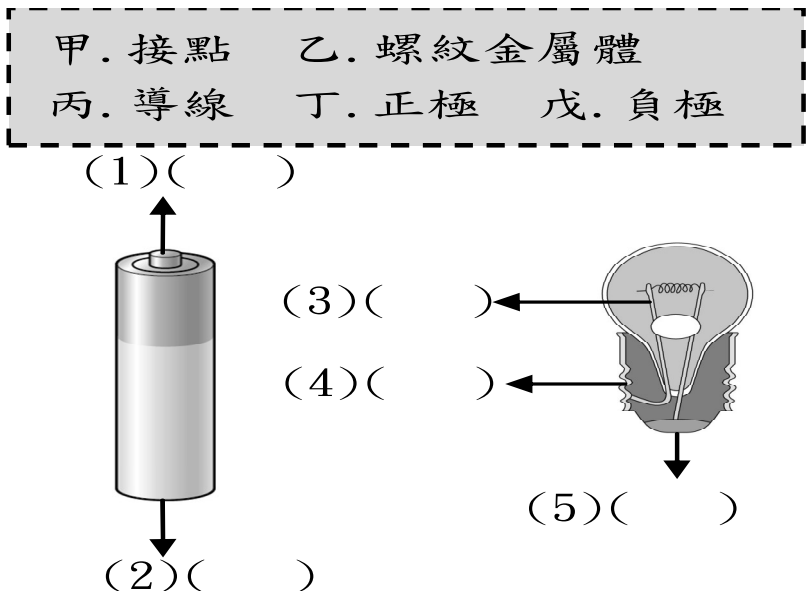 甲.接點　乙.螺紋金屬體
丙.導線　丁.正極　戊.負極
(1)(　　)
(3)(　　)
(4)(　　)
(5)(　　)
(2)(　　)